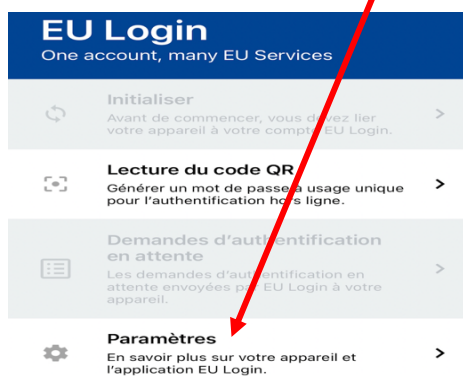 EU Login
One account, many EU Services
Initialiser
Avant de commencer, vous devez lier
votre appareil à votre compte EU Login.
Lecture du code QR
Générer un mot de passe à usage unique
pour l'authentification hors ligne.
Demandes d'authentification
en attente
Les demandes d'authentification en
attente envoyées par EU Login à votre
appareil.
Paramètres
En savoir plus sur votre appareil et
l'application EU Login.